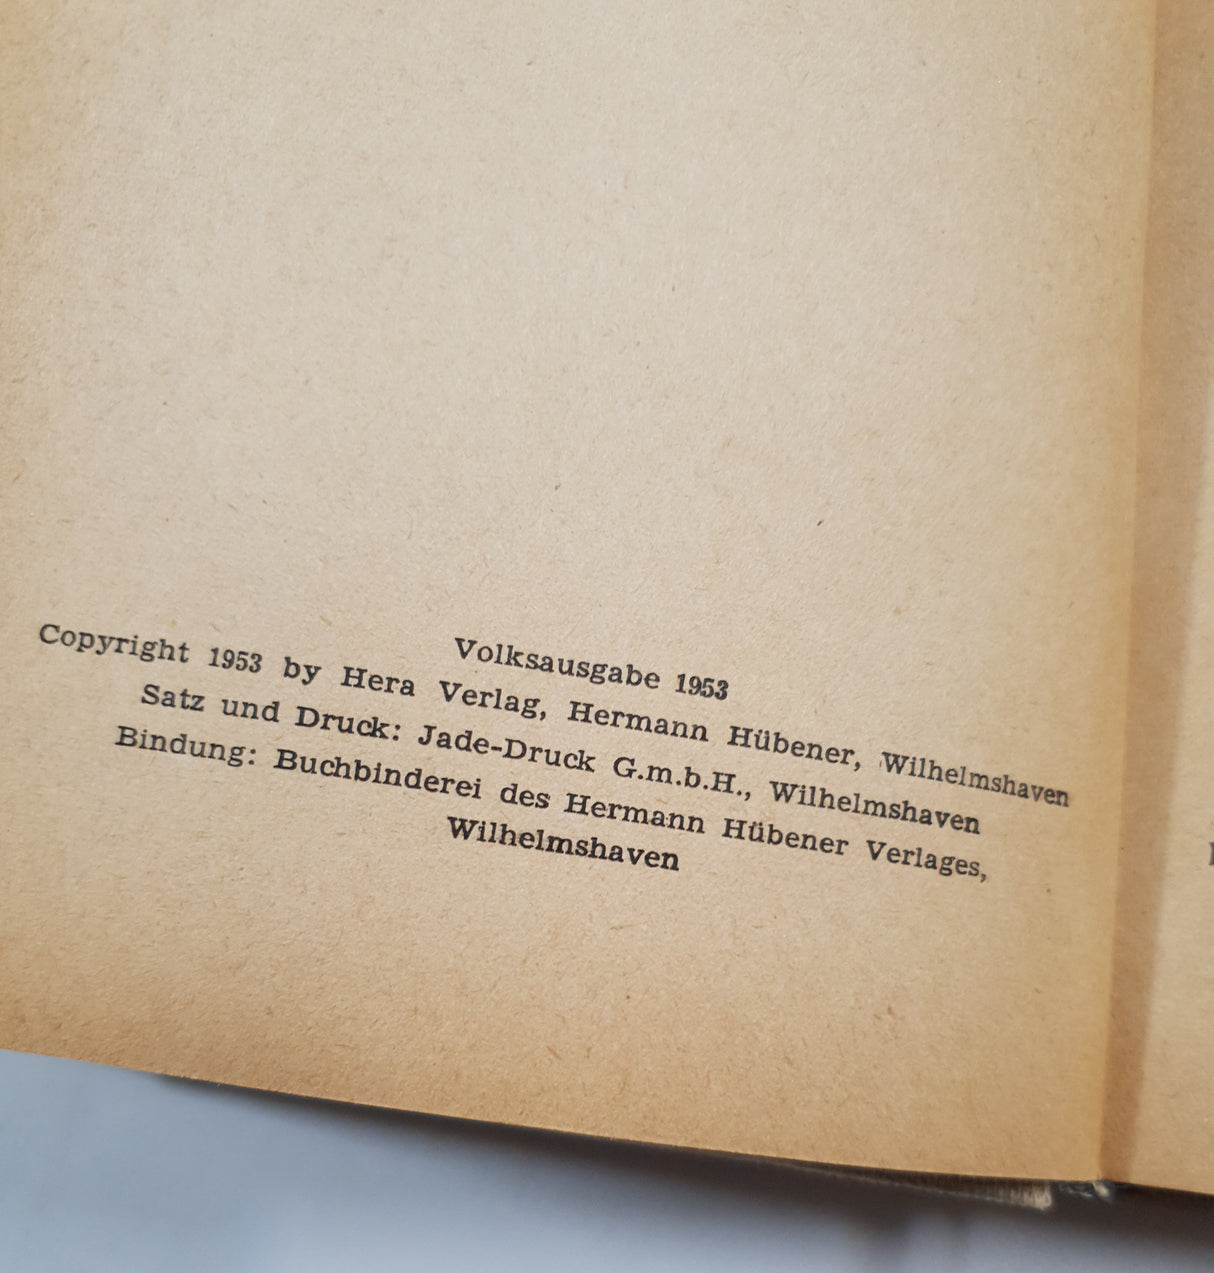 Volksausgabe 1953
Copyright 1953 by Hera Verlag, Hermann Hübener, Wilhelmshaven
Satz und Druck: Jade-Druck G.m.b.H., Wilhelmshaven
Bindung: Buchbinderei des Hermann Hübener Verlages,
Wilhelmshaven